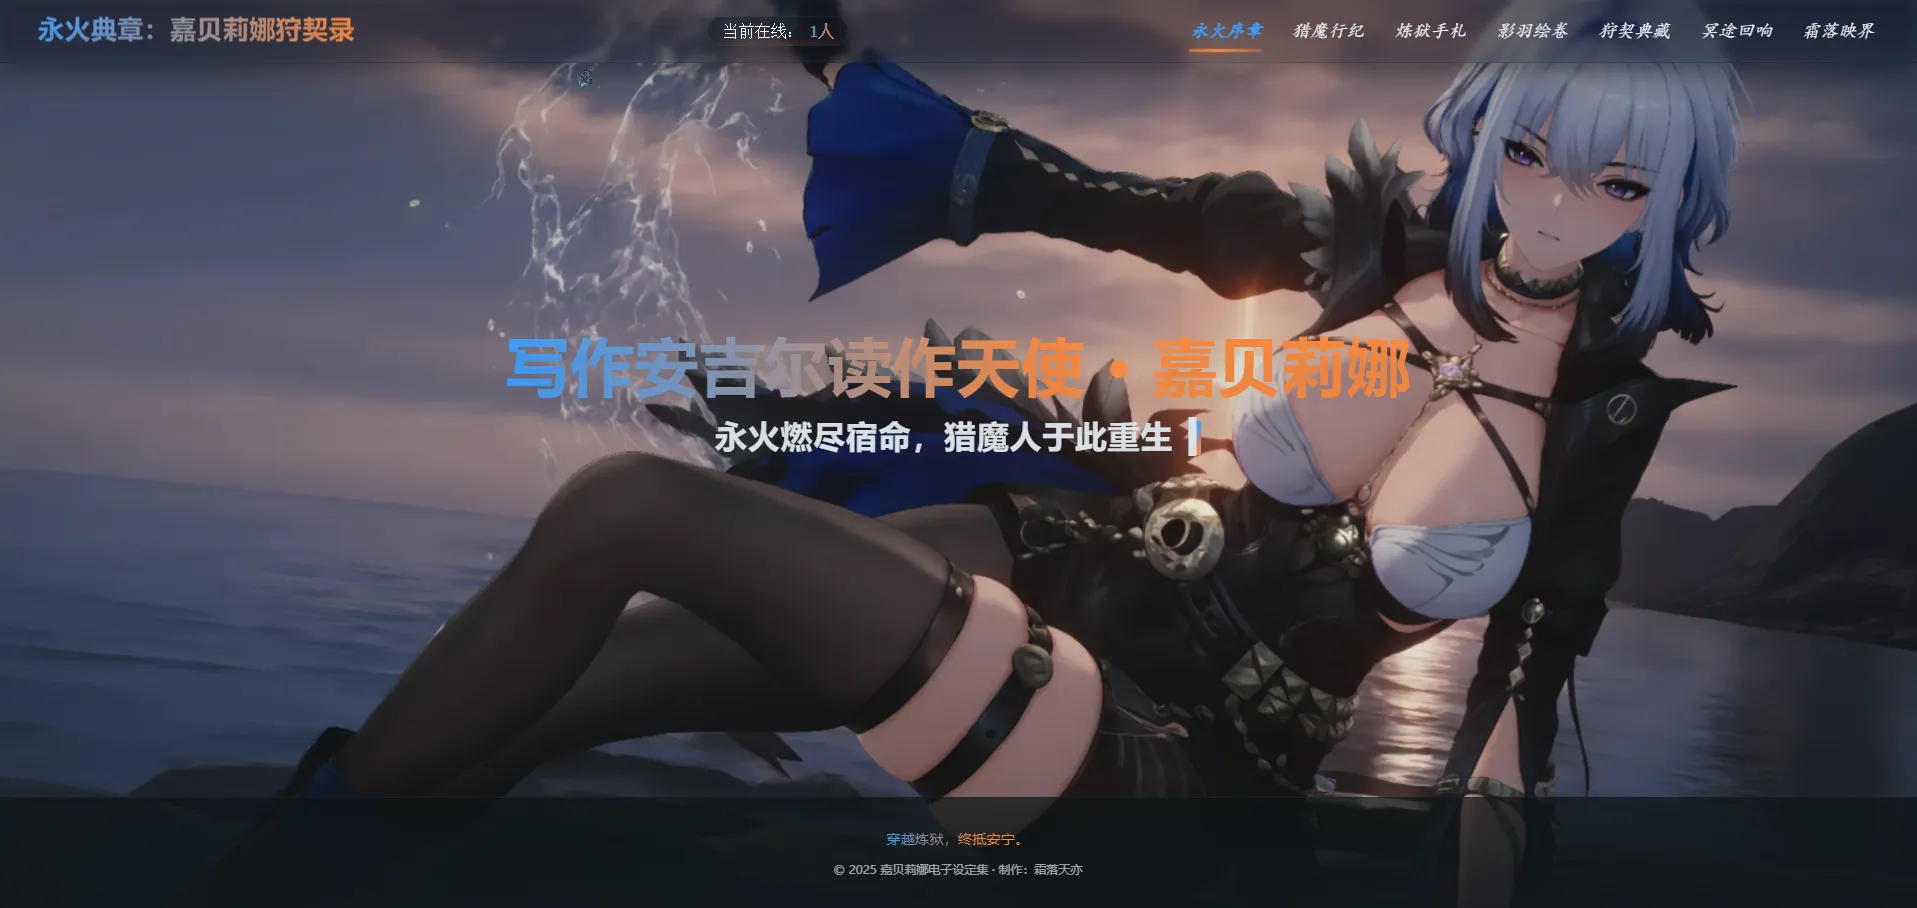 永火典章：嘉贝莉娜狩契录
当前在线： 1人
永火序章 猎魔行纪 炼狱手札 影羽绘卷 狩契典藏 冥途回响 霜落映界
写作安吉尔读作天使・嘉贝莉娜
永火燃尽宿命，猎魔人于此重生
穿越炼狱，终抵安宁。
© 2025 嘉贝莉娜电子设定集 · 制作：霜落天亦